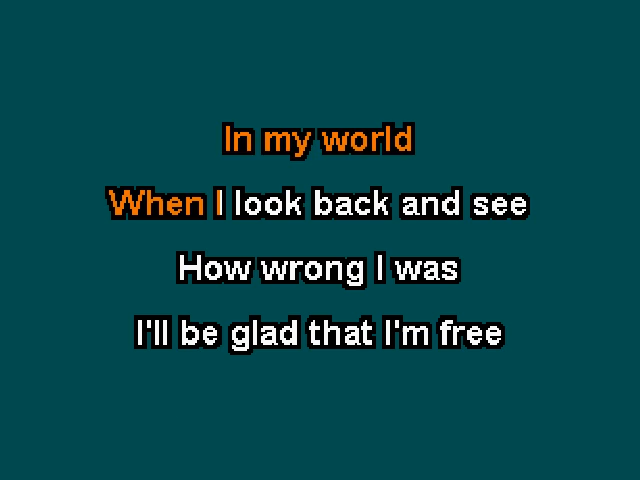 In my world
When I look back and see
How wrong I was
I'll be glad that I'm free